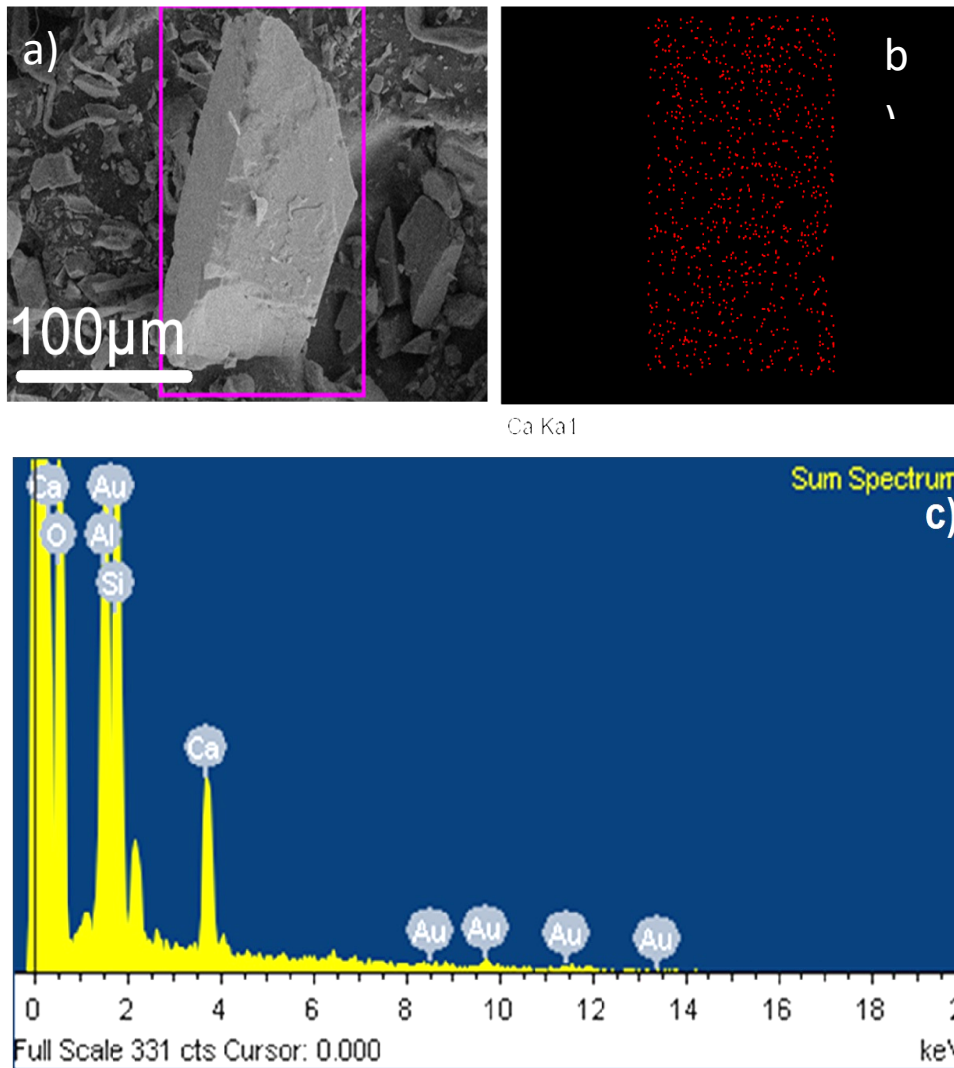 a)
b
)
100µm
Ca Ka1
Sum Spectrum
c)
Ca Au
O Al
Si
Ca
Au Au Au Au
0 2 4 6 8 10 12 14 16 18 2
Full Scale 331 cts Cursor: 0.000 keV